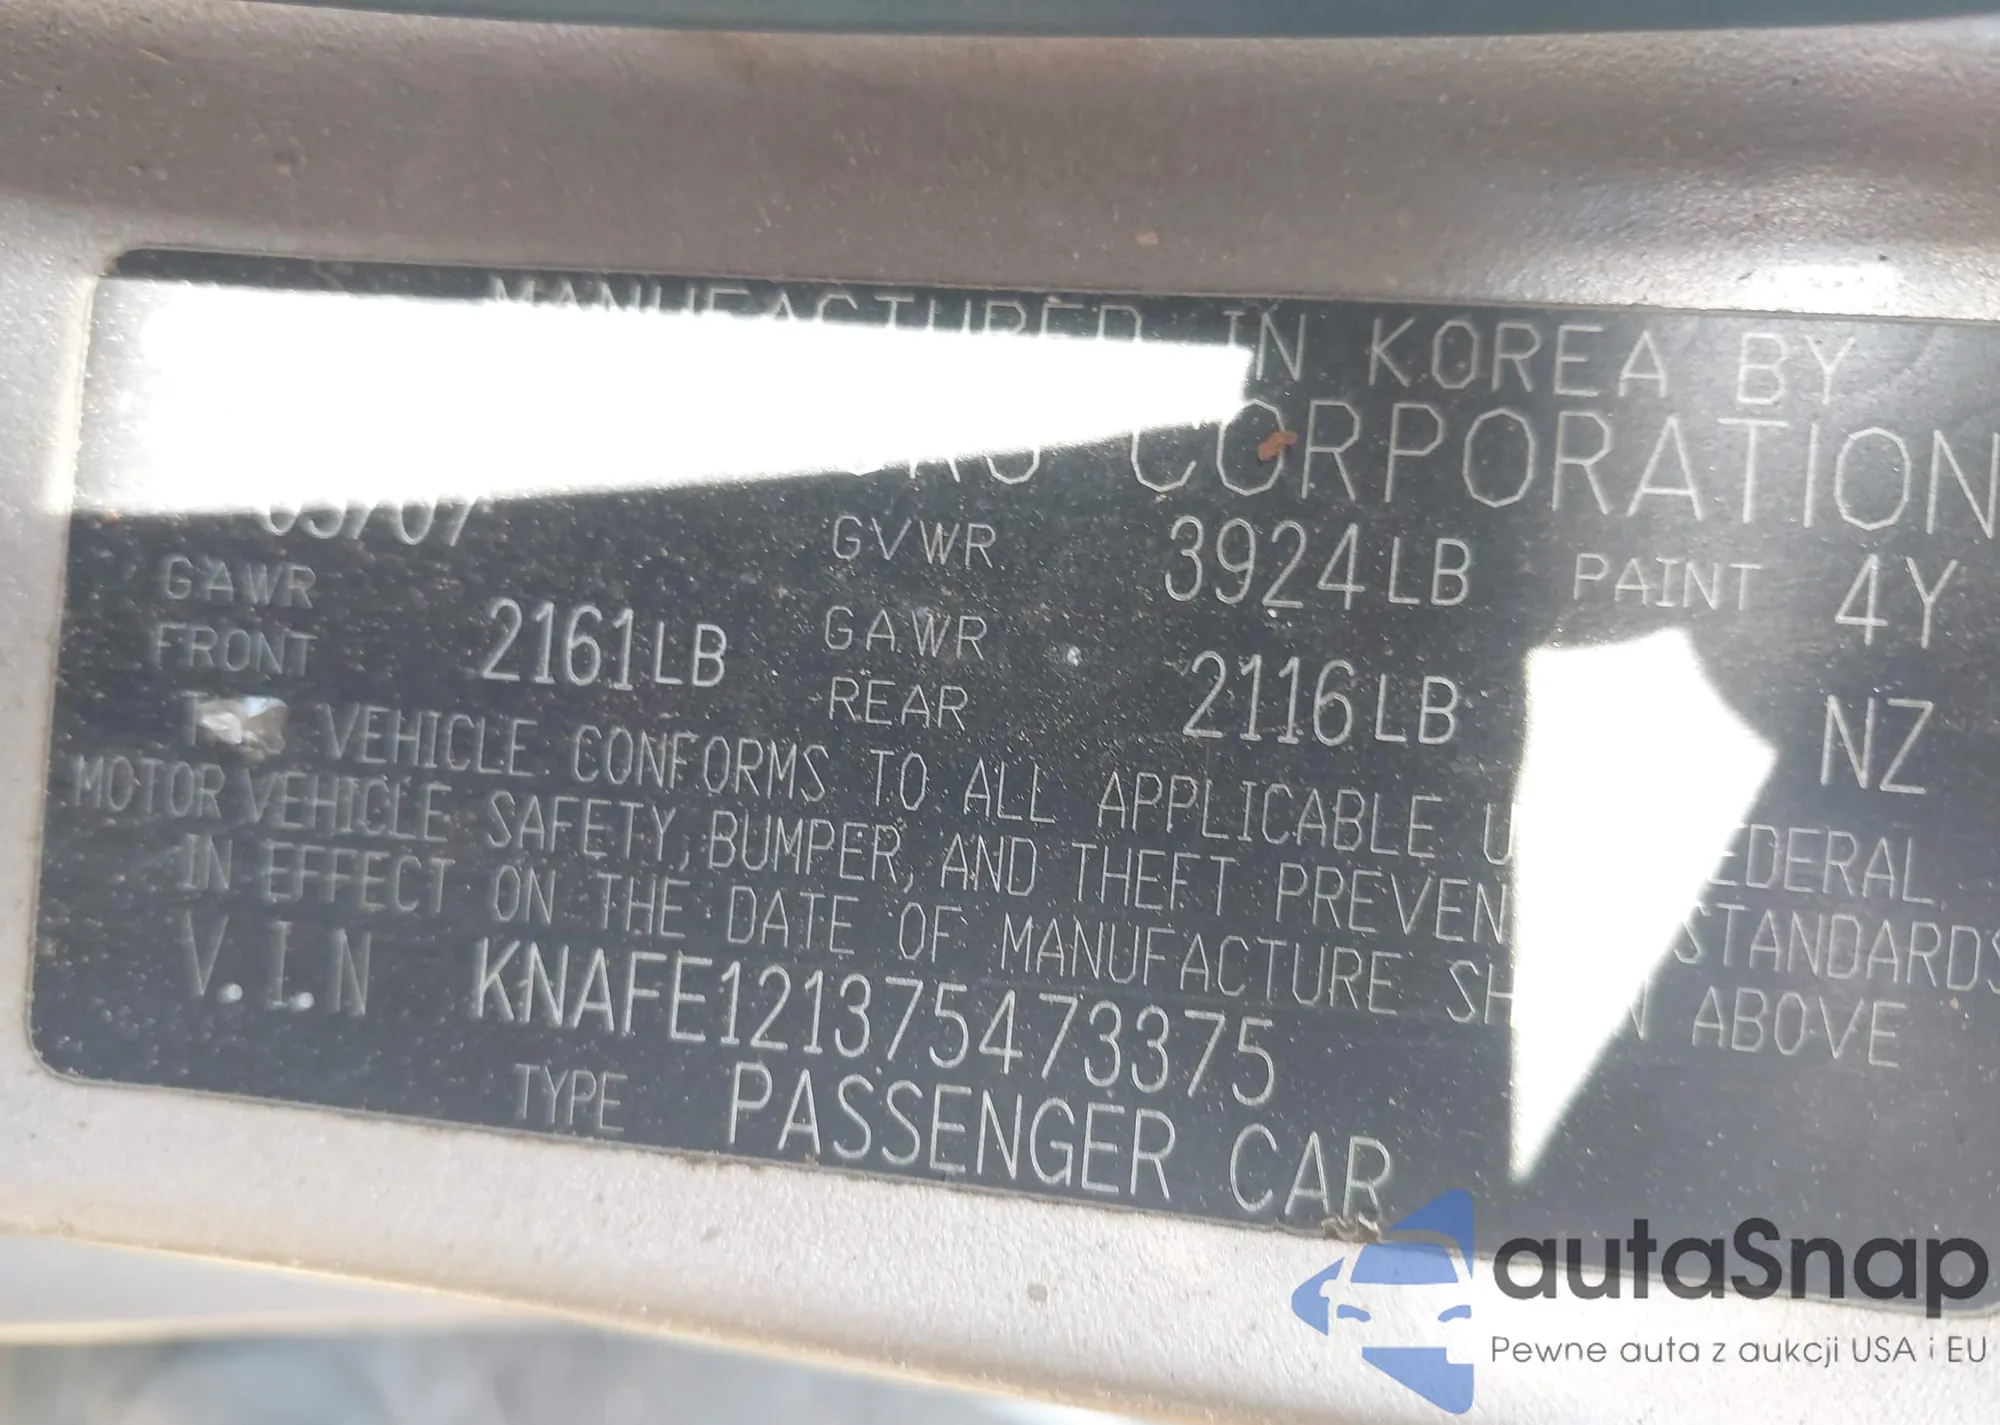 MANUFACTURED IN KOREA BY
CORPORATION
GVWR 3924LB PAINT 4Y
GAWR FRONT 2161LB GAWR REAR 2116LB NZ
VEHICLE CONFORMS TO ALL APPLICABLE
MOTOR VEHICLE SAFETY, BUMPER, AND THEFT STANDARDS
IN EFFECT ON THE DATE OF MANUFACTURE ABOVE
V.I.N KNAFE121375473375
TYPE PASSENGER CAR
autaSnap
Pewne auta z aukcji USA i EU